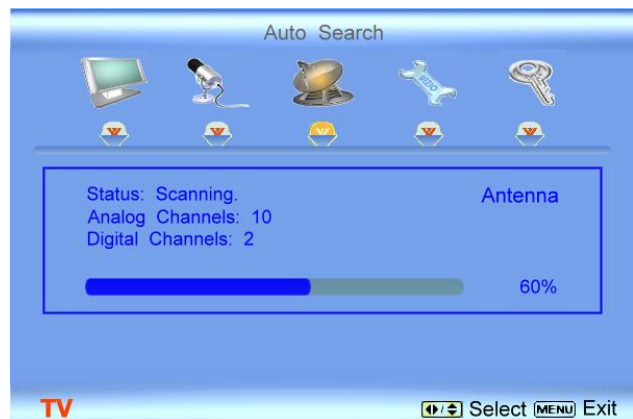 Auto Search
Status: Scanning.
Antenna
Analog Channels: 10
Digital Channels: 2
60%
TV
Select MENU Exit